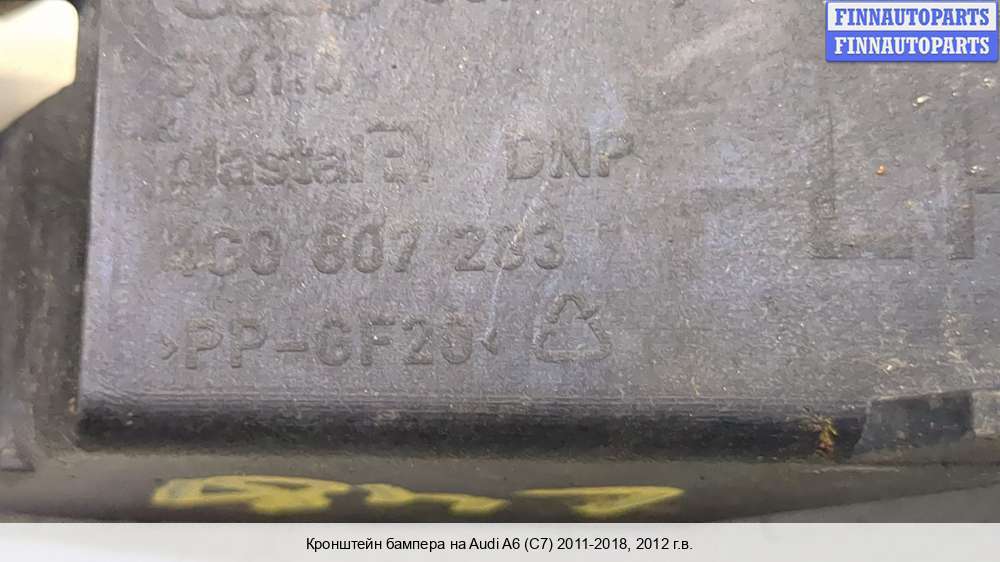 FINNAUTOPARTS
FINNAUTOPARTS
plastal DNP
4G0 807 283
>PP-GF20<
Кронштейн бампера на Audi A6 (C7) 2011-2018, 2012 г.в.